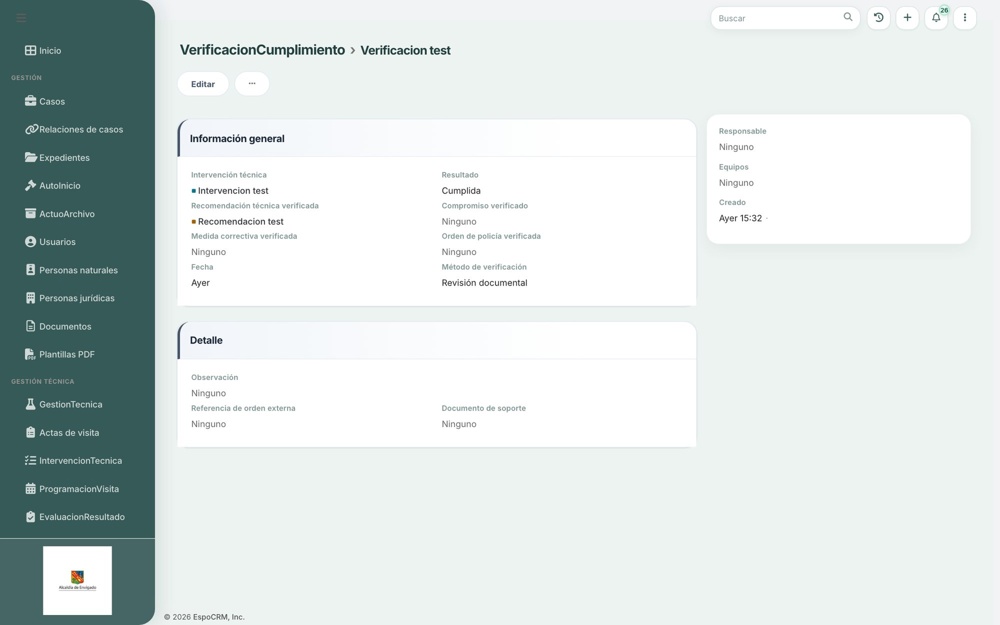 Buscar
26
Inicio
GESTIÓN
Casos
Relaciones de casos
Expedientes
AutoInicio
ActuoArchivo
Usuarios
Personas naturales
Personas jurídicas
Documentos
Plantillas PDF
GESTIÓN TÉCNICA
GestionTecnica
Actas de visita
IntervencionTecnica
ProgramacionVisita
EvaluacionResultado
Alcaldía de Envigado
VerificacionCumplimiento › Verificacion test
Editar ···
Información general
Intervención técnica Resultado
Intervencion test Cumplida
Recomendación técnica verificada Compromiso verificado
Recomendacion test Ninguno
Medida correctiva verificada Orden de policía verificada
Ninguno Ninguno
Fecha Método de verificación
Ayer Revisión documental
Detalle
Observación
Ninguno
Referencia de orden externa Documento de soporte
Ninguno Ninguno
Responsable
Ninguno
Equipos
Ninguno
Creado
Ayer 15:32 ·
© 2026 EspoCRM, Inc.